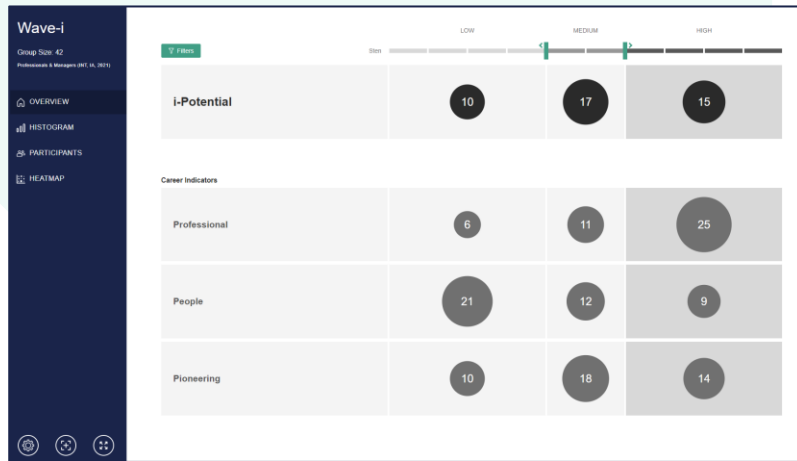 Wave-i
Group Size: 42
Professionals & Managers (INT, IA, 2021)
OVERVIEW
HISTOGRAM
PARTICIPANTS
HEATMAP
LOW MEDIUM HIGH
Filters
Sten
i-Potential 10 17 15
Career Indicators
Professional 6 11 25
People 21 12 9
Pioneering 10 18 14